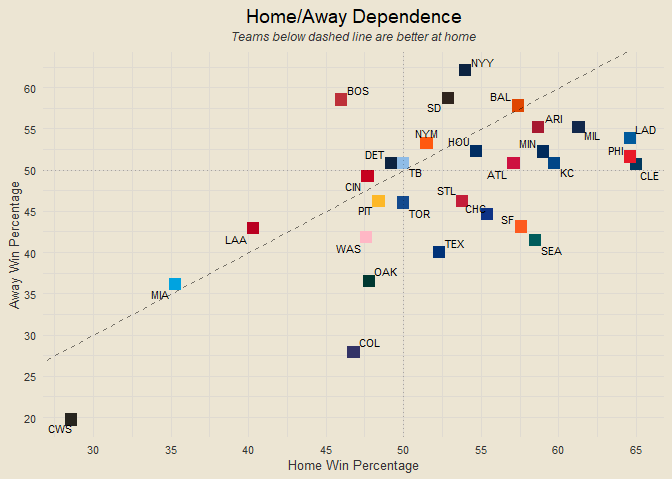 Home/Away Dependence
Teams below dashed line are better at home
NYY
BOS
SD
BAL
ARI
MIL
LAD
NYM
HOU
MIN
PHI
DET
TB
ATL
KC
CLE
CIN
STL
PIT
TOR
CHC
SF
LAA
WAS
TEX
SEA
OAK
MIA
COL
CWS
Away Win Percentage
60
55
50
45
40
35
30
25
20
30
35
40
45
50
55
60
65
Home Win Percentage